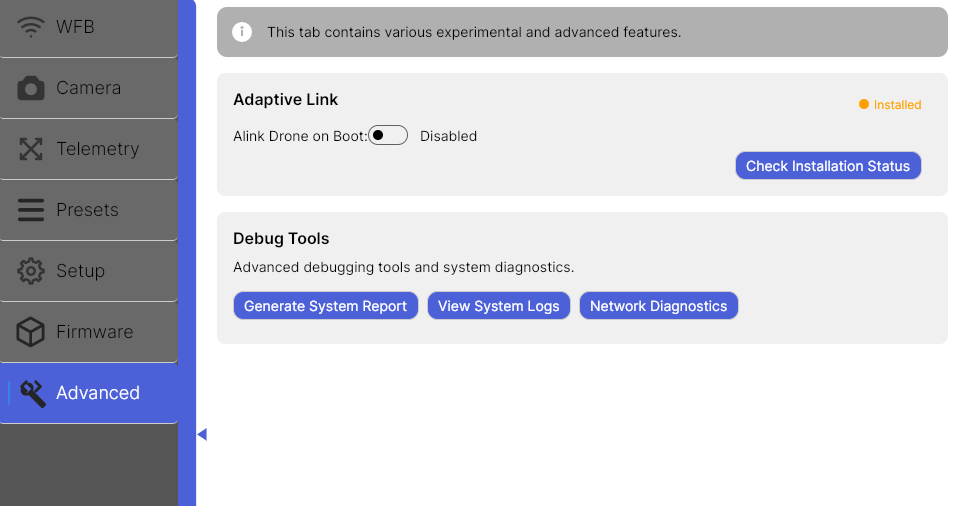 WFB
Camera
Telemetry
Presets
Setup
Firmware
Advanced
This tab contains various experimental and advanced features.
Adaptive Link
Installed
Alink Drone on Boot: Disabled
Check Installation Status
Debug Tools
Advanced debugging tools and system diagnostics.
Generate System Report View System Logs Network Diagnostics